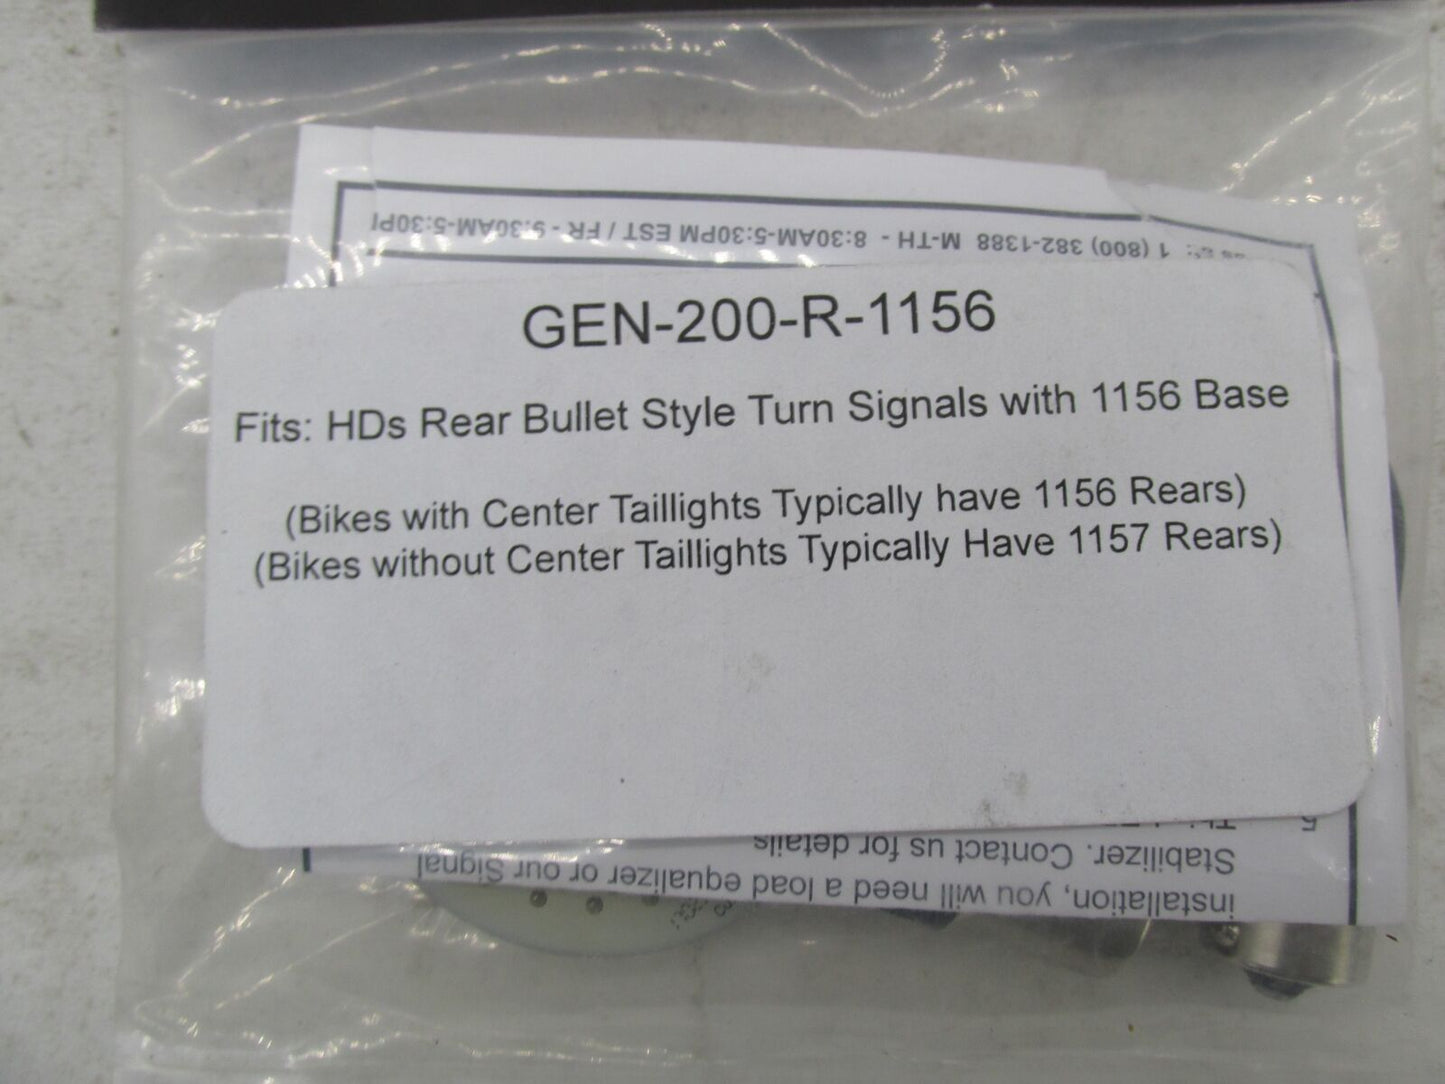 1 (800) 382-1388 M-TH - 8:30AM-5:30PM EST / FR - 9:30AM-5:30P
GEN-200-R-1156
Fits: HDs Rear Bullet Style Turn Signals with 1156 Base
(Bikes with Center Taillights Typically have 1156 Rears)
(Bikes without Center Taillights Typically Have 1157 Rears)
installation, you will need a load equalizer or our Signal
Stabilizer. Contact us for details